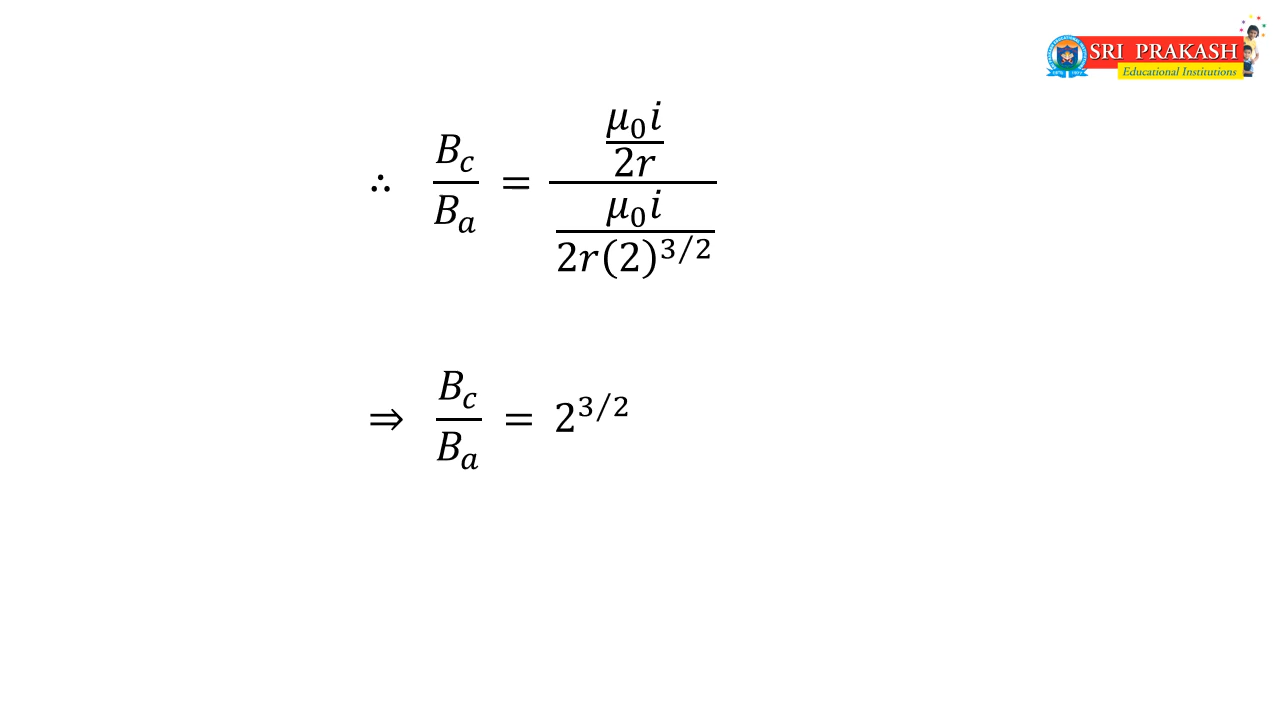 SRI PRAKASH
Educational Institutions
∴ B_c/B_a = (μ₀i/2r)/(μ₀i/2r(2)^{3/2})
⇒ B_c/B_a = 2^{3/2}